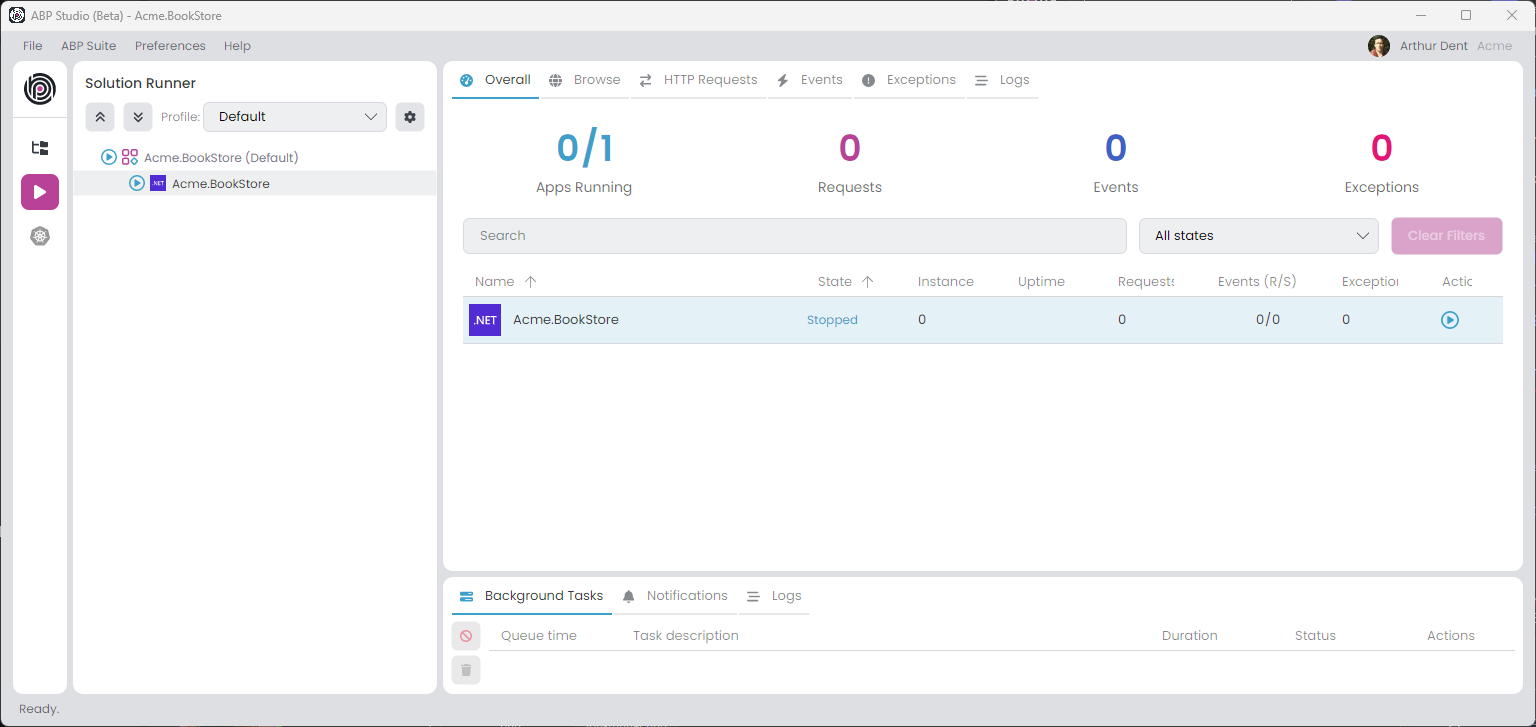 ABP Studio (Beta) - Acme.BookStore
File ABP Suite Preferences Help
Arthur Dent Acme
Solution Runner
Profile: Default
Acme.BookStore (Default)
.NET Acme.BookStore
Overall Browse HTTP Requests Events Exceptions Logs
0/1 0 0 0
Apps Running Requests Events Exceptions
Search All states Clear Filters
Name State Instance Uptime Requests Events (R/S) Exception Actic
.NET Acme.BookStore Stopped 0 0 0/0 0
Background Tasks Notifications Logs
Queue time Task description Duration Status Actions
Ready.